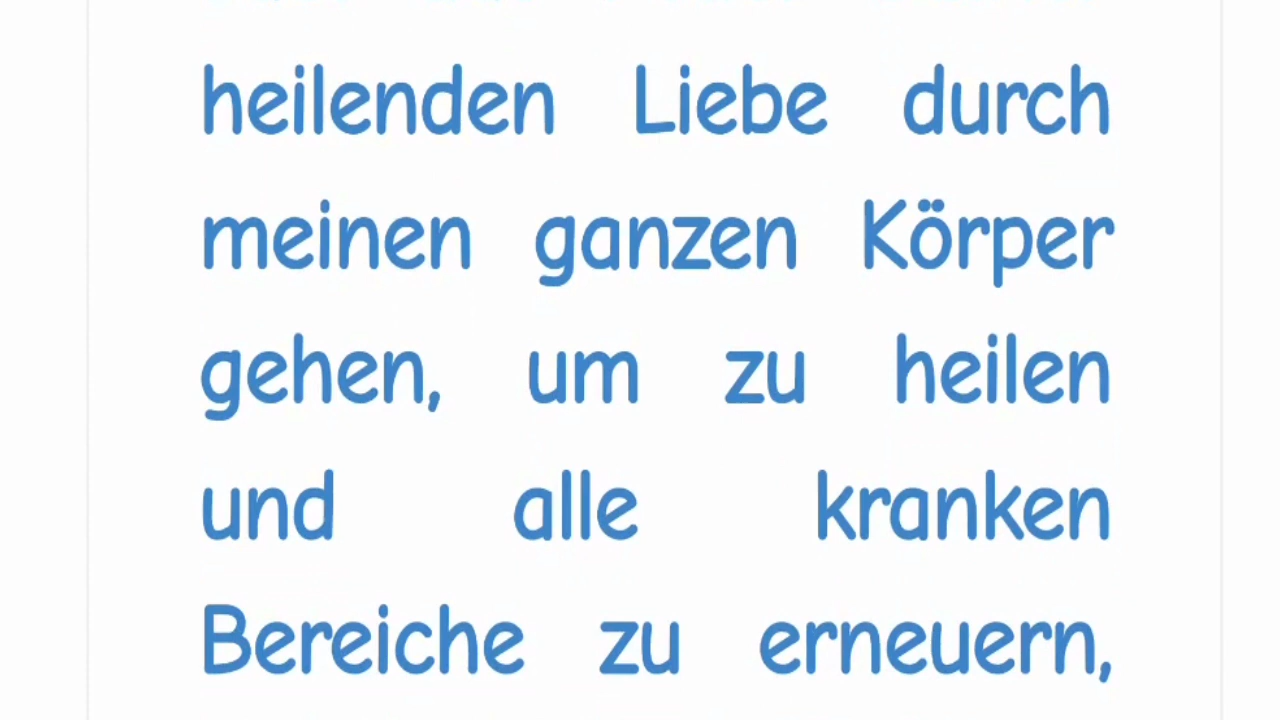 heilenden Liebe durch
meinen ganzen Körper
gehen, um zu heilen
und alle kranken
Bereiche zu erneuern,